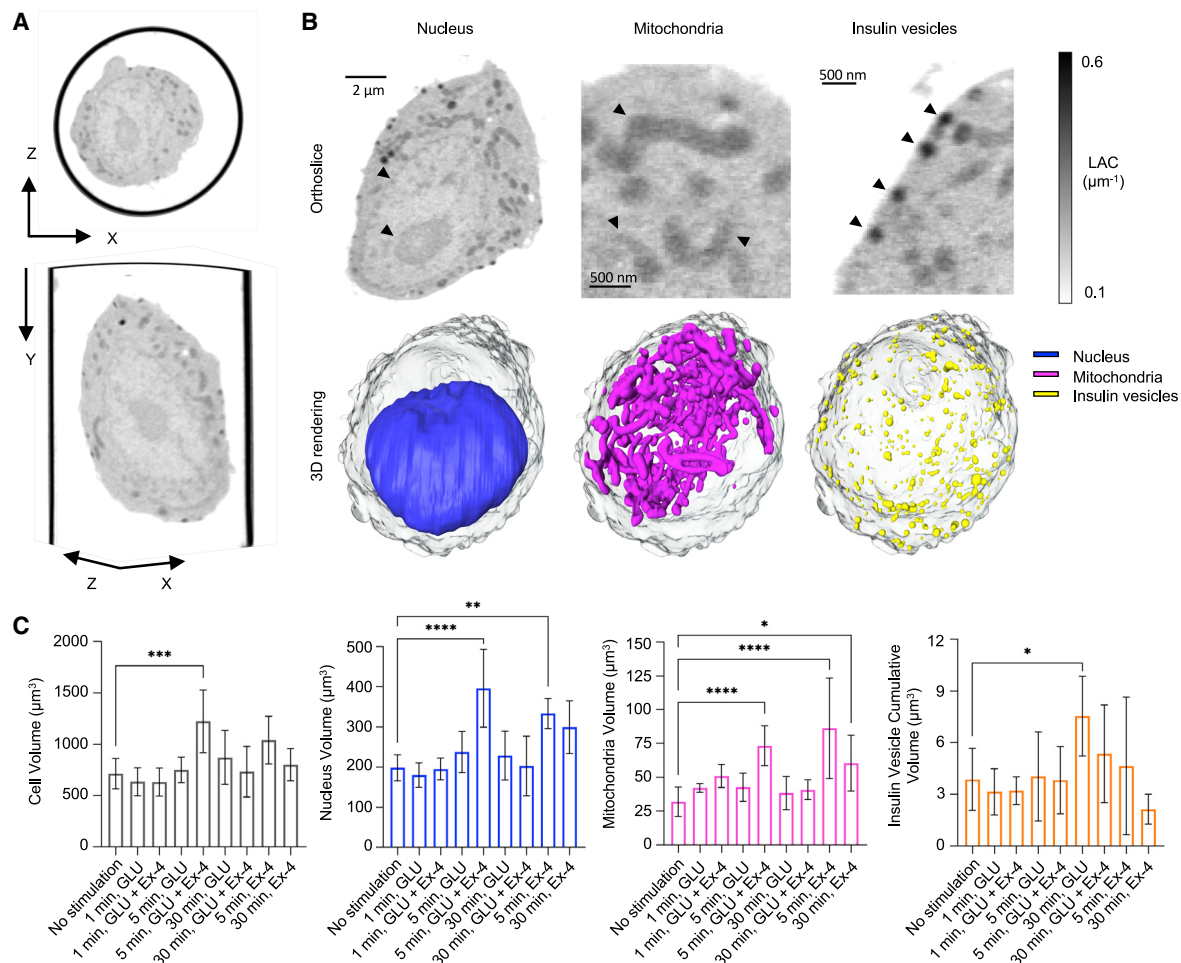 A
Z
X
Y
Z
X
B
Nucleus
Mitochondria
Insulin vesicles
Orthoslice
2 µm
500 nm
500 nm
0.6
LAC
(µm⁻¹)
0.1
3D rendering
Nucleus
Mitochondria
Insulin vesicles
C
Cell Volume (µm³)
2000
1500
1000
500
0
***
No stimulation
1 min, GLU
1 min, GLU + Ex-4
5 min, GLU
5 min, GLU + Ex-4
30 min, GLU
30 min, GLU + Ex-4
5 min, Ex-4
30 min, Ex-4
Nucleus Volume (µm³)
500
400
300
200
100
0
**
****
No stimulation
1 min, GLU
1 min, GLU + Ex-4
5 min, GLU
5 min, GLU + Ex-4
30 min, GLU
30 min, GLU + Ex-4
5 min, Ex-4
30 min, Ex-4
Mitochondria Volume (µm³)
150
125
100
75
50
25
0
*
****
****
No stimulation
1 min, GLU
1 min, GLU + Ex-4
5 min, GLU
5 min, GLU + Ex-4
30 min, GLU
30 min, GLU + Ex-4
5 min, Ex-4
30 min, Ex-4
Insulin Vesicle Cumulative
Volume (µm³)
12
9
6
3
0
*
No stimulation
1 min, GLU
1 min, GLU + Ex-4
5 min, GLU
5 min, GLU + Ex-4
30 min, GLU
30 min, GLU + Ex-4
5 min, Ex-4
30 min, Ex-4